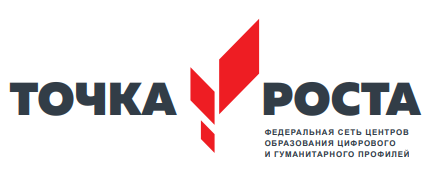 ТОЧКА РОСТА
ФЕДЕРАЛЬНАЯ СЕТЬ ЦЕНТРОВ
ОБРАЗОВАНИЯ ЦИФРОВОГО
И ГУМАНИТАРНОГО ПРОФИЛЕЙ